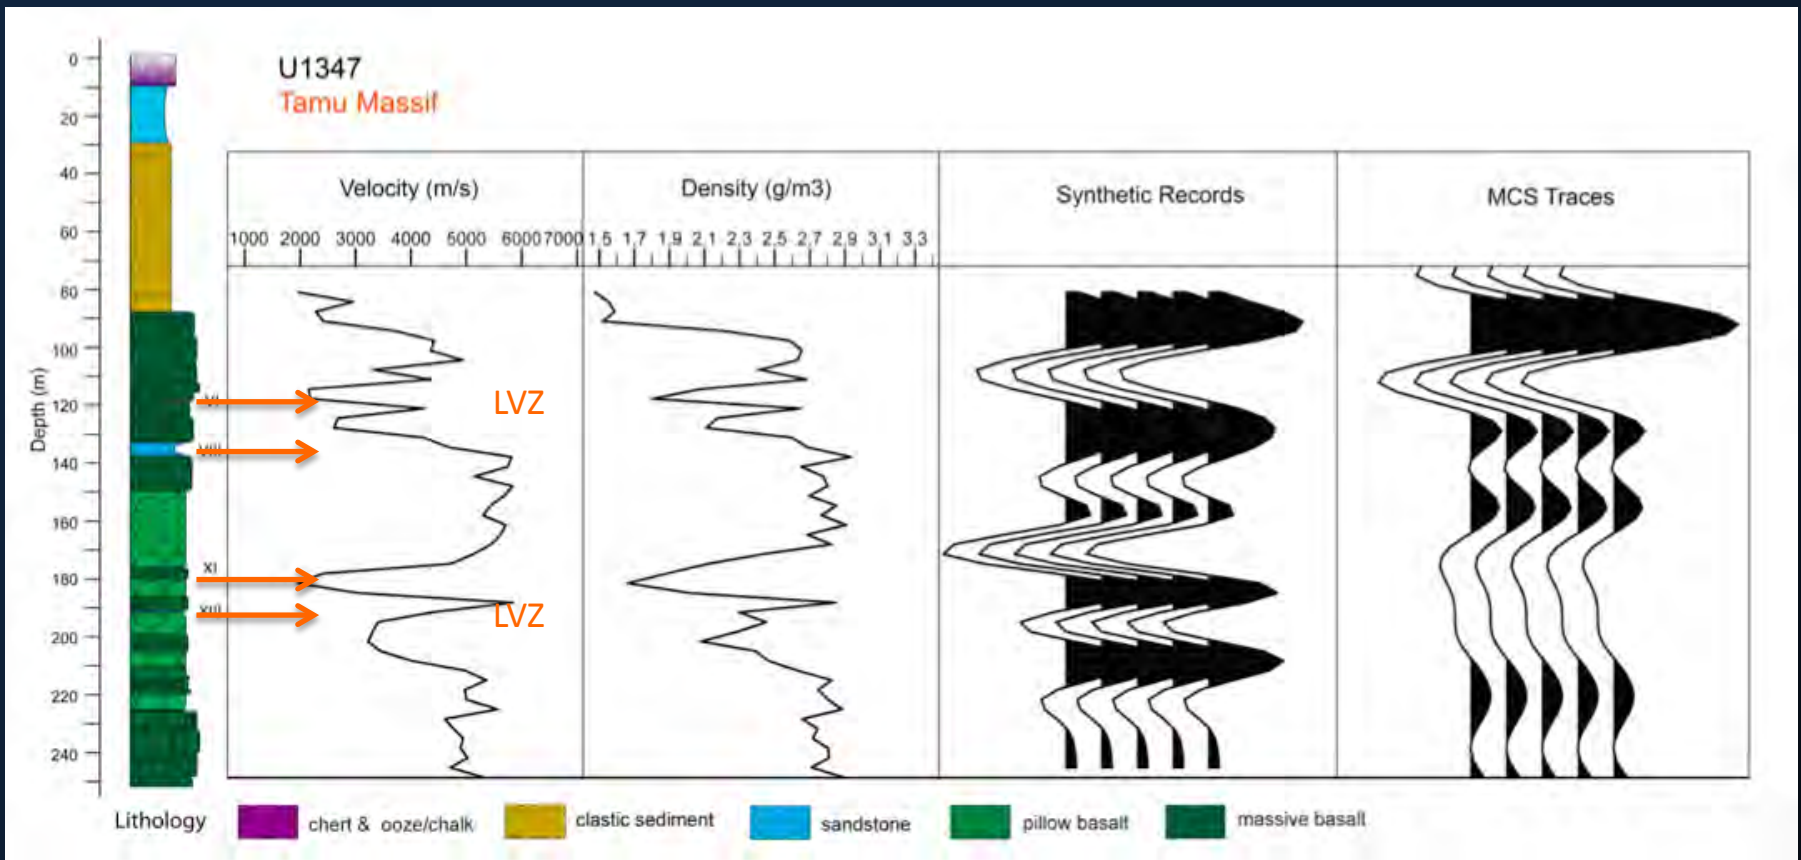 U1347
Tamu Massif
Velocity (m/s)
Density (g/m3)
Synthetic Records
MCS Traces
1000 2000 3000 4000 5000 6000 7000
1.5 1.7 1.9 2.1 2.3 2.5 2.7 2.9 3.1 3.3
Depth (m)
0
20
40
60
60
100
120
140
160
180
200
220
240
VI
LVZ
VIII
XI
LVZ
Lithology
chert & ooze/chalk
clastic sediment
sandstone
pillow basalt
massive basalt